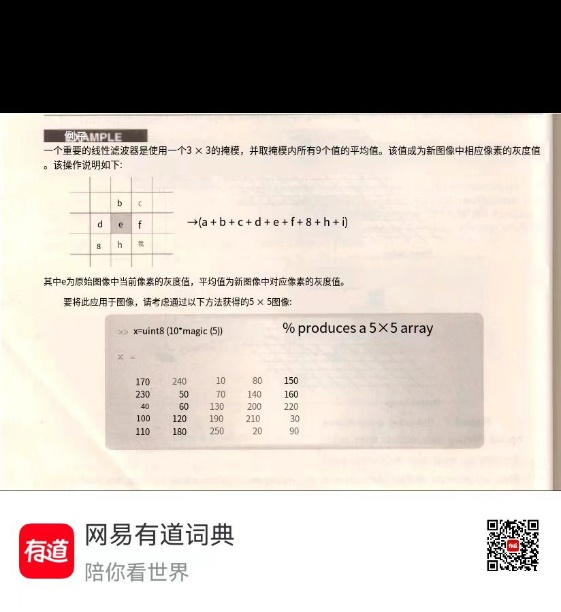 例子AMPLE
一个重要的线性滤波器是使用一个3 × 3的掩模，并取掩模内所有9个值的平均值。该值成为新图像中相应像素的灰度值
。该操作说明如下:
b c
d e f
8 h 我
→(a + b + c + d + e + f + 8 + h + i)
其中e为原始图像中当前像素的灰度值，平均值为新图像中对应像素的灰度值。
要将此应用于图像，请考虑通过以下方法获得的5 × 5图像:
>> x=uint8 (10*magic (5)) % produces a 5×5 array
x =
170 240 10 80 150
230 50 70 140 160
40 60 130 200 220
100 120 190 210 30
110 180 250 20 90
有道
网易有道词典
陪你看世界
有道